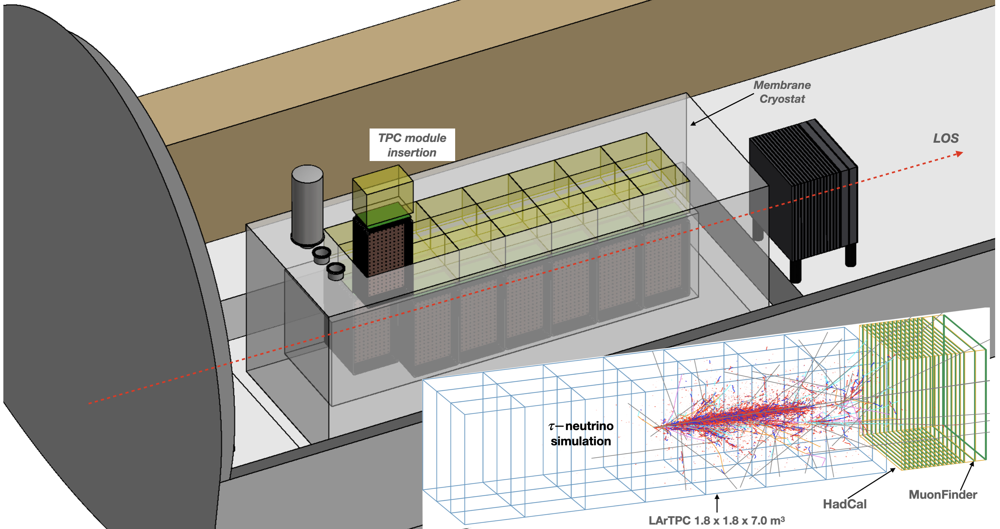 Membrane
Cryostat
TPC module
insertion
LOS
τ–neutrino
simulation
MuonFinder
HadCal
LArTPC 1.8 x 1.8 x 7.0 m³